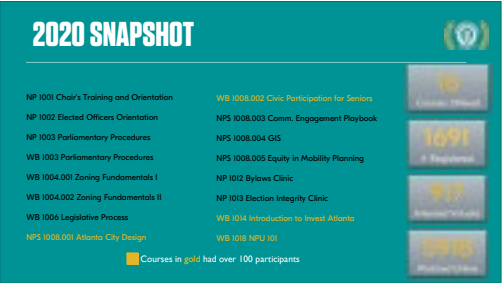 2020 SNAPSHOT
NP 1001 Chair's Training and Orientation
NP 1002 Elected Officers Orientation
NP 1003 Parliamentary Procedures
WB 1003 Parliamentary Procedures
WB 1004.001 Zoning Fundamentals I
WB 1004.002 Zoning Fundamentals II
WB 1006 Legislative Process
NPS 1008.001 Atlanta City Design
WB 1008.002 Civic Participation for Seniors
NPS 1008.003 Comm. Engagement Playbook
NPS 1008.004 GIS
NPS 1008.005 Equity in Mobility Planning
NP 1012 Bylaws Clinic
NP 1013 Election Integrity Clinic
WB 1014 Introduction to Invest Atlanta
WB 1018 NPU 101
Courses in gold had over 100 participants
16
1691
# Registered
917